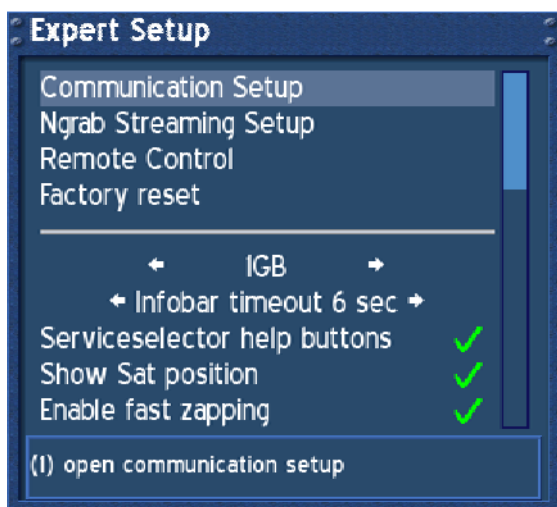 Expert Setup
Communication Setup
Ngrab Streaming Setup
Remote Control
Factory reset
1GB
Infobar timeout 6 sec
Serviceselector help buttons
Show Sat position
Enable fast zapping
(1) open communication setup